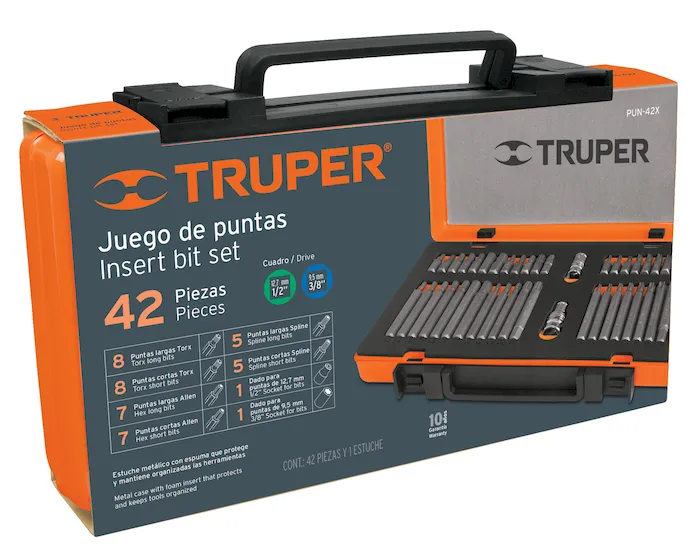 Juego de puntas
PUN-42X
TRUPER
TRUPER®
Juego de puntas
Insert bit set
42 Piezas
Pieces
Cuadro / Drive
12.7 mm
1/2"
9.5 mm
3/8"
8 Puntas largas Torx
Torx long bits
8 Puntas cortas Torx
Torx short bits
7 Puntas largas Allen
Hex long bits
7 Puntas cortas Allen
Hex short bits
5 Puntas largas Spline
Spline long bits
5 Puntas cortas Spline
Spline short bits
1 Dado para
puntas de 12,7 mm
1/2" Socket for bits
1 Dado para
puntas de 9,5 mm
3/8" Socket for bits
Estuche metálico con espuma que protege
y mantiene organizadas las herramientas
Metal case with foam insert that protects
and keeps tools organized
CONT.: 42 PIEZAS Y 1 ESTUCHE
10
Garantía
Warranty